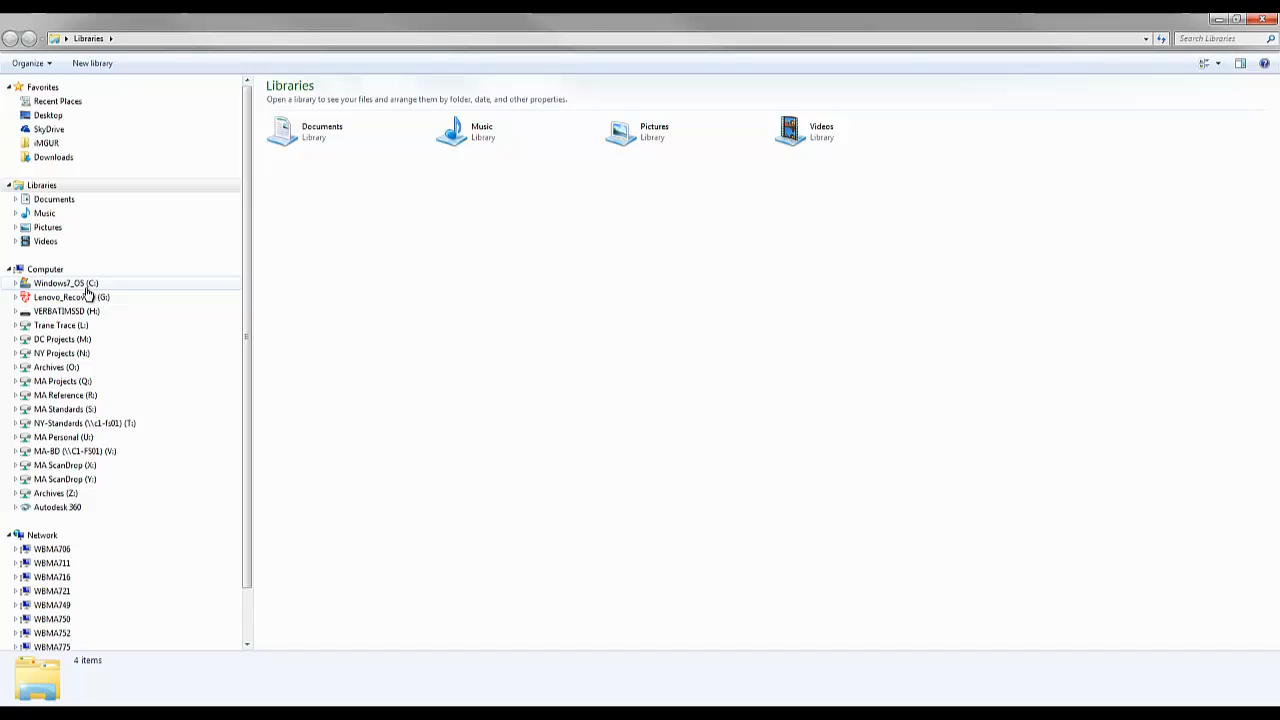 Libraries
Search Libraries
Organize
New library
Favorites
Recent Places
Desktop
SkyDrive
iMGUR
Downloads
Libraries
Documents
Music
Pictures
Videos
Computer
Windows7_OS (C:)
Lenovo_Recov (G:)
VERBATIMSSD (H:)
Trane Trace (L:)
DC Projects (M:)
NY Projects (N:)
Archives (O:)
MA Projects (Q:)
MA Reference (R:)
MA Standards (S:)
NY-Standards (\\c1-fs01) (T:)
MA Personal (U:)
MA-BD (\\C1-FS01) (V:)
MA ScanDrop (X:)
MA ScanDrop (Y:)
Archives (Z:)
Autodesk 360
Network
WBMA706
WBMA711
WBMA716
WBMA721
WBMA749
WBMA750
WBMA752
WBMA775
Libraries
Open a library to see your files and arrange them by folder, date, and other properties.
Documents
Library
Music
Library
Pictures
Library
Videos
Library
4 items